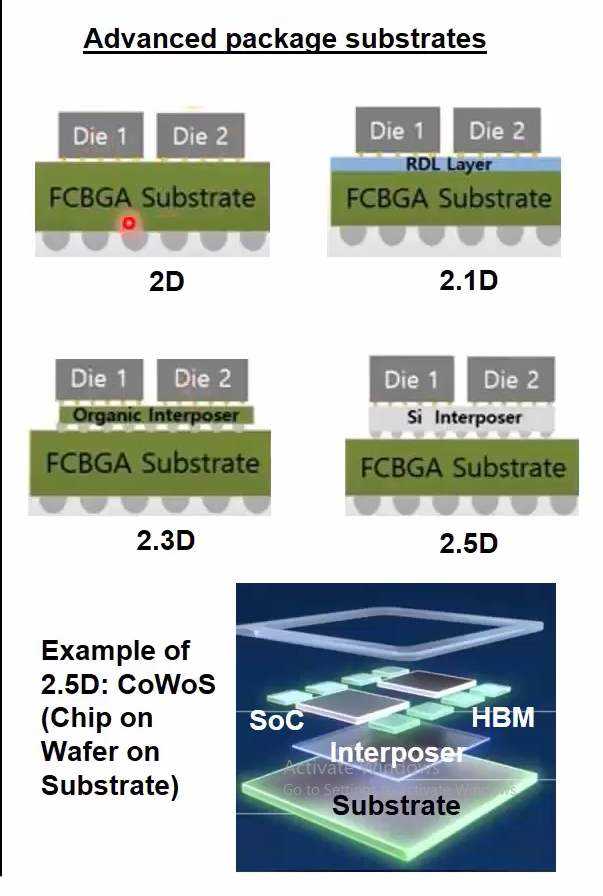 Advanced package substrates
Die 1 Die 2
FCBGA Substrate
2D
Die 1 Die 2
RDL Layer
FCBGA Substrate
2.1D
Die 1 Die 2
Organic Interposer
FCBGA Substrate
2.3D
Die 1 Die 2
Si Interposer
FCBGA Substrate
2.5D
Example of
2.5D: CoWoS
(Chip on
Wafer on
Substrate)
SoC
HBM
Interposer
Activate Windows
Go to Settings to activate Windows.
Substrate